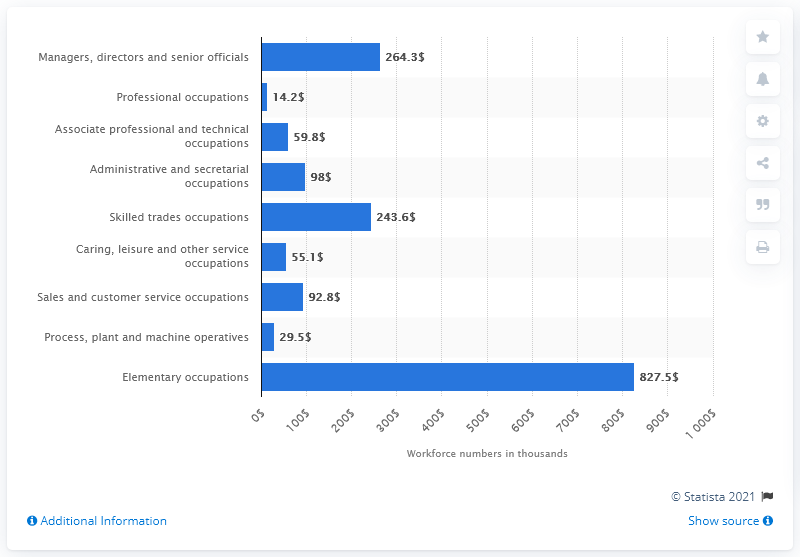 Managers, directors and senior officials 264.3$
Professional occupations 14.2$
Associate professional and technical
occupations 59.8$
Administrative and secretarial
occupations 98$
Skilled trades occupations 243.6$
Caring, leisure and other service
occupations 55.1$
Sales and customer service occupations 92.8$
Process, plant and machine operatives 29.5$
Elementary occupations 827.5$
0$ 100$ 200$ 300$ 400$ 500$ 600$ 700$ 800$ 900$ 1 000$
Workforce numbers in thousands
© Statista 2021
Additional Information
Show source